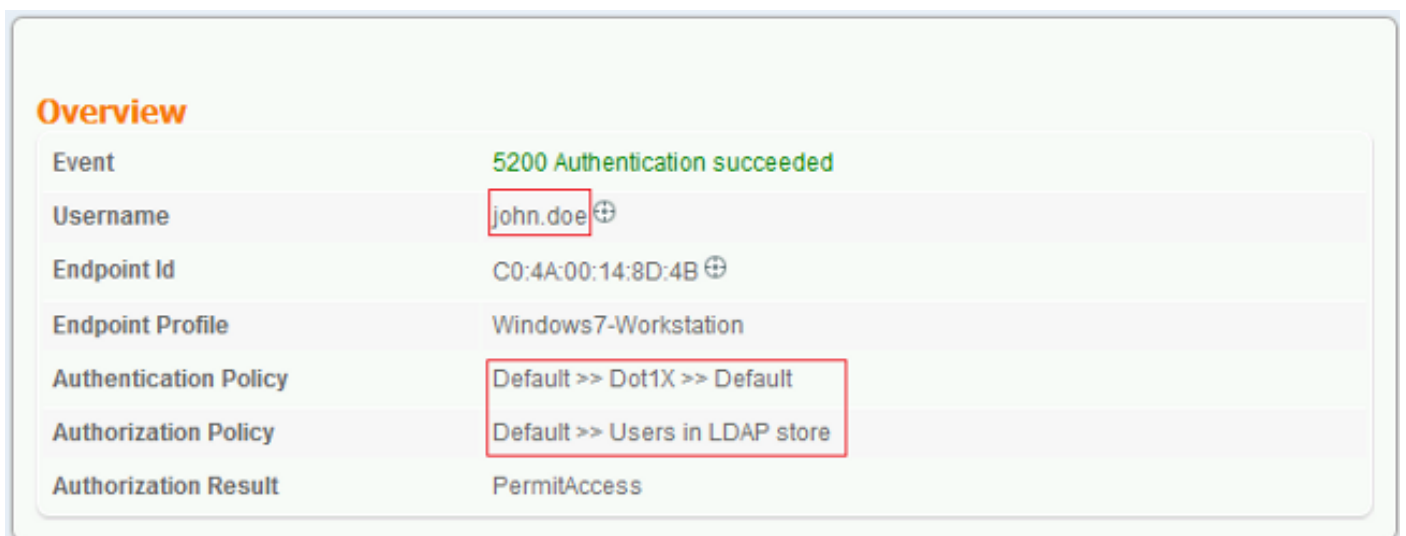 Overview
Event 5200 Authentication succeeded
Username john.doe
Endpoint Id C0:4A:00:14:8D:4B
Endpoint Profile Windows7-Workstation
Authentication Policy Default >> Dot1X >> Default
Authorization Policy Default >> Users in LDAP store
Authorization Result PermitAccess